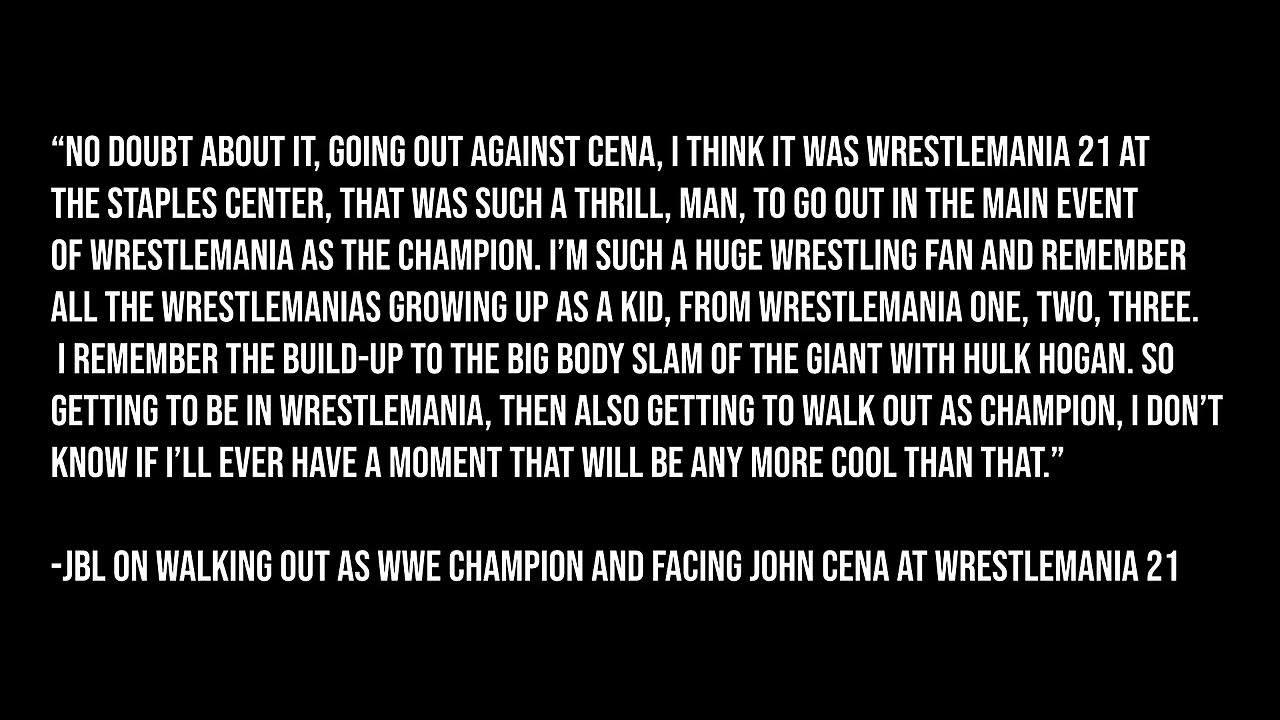 “NO DOUBT ABOUT IT, GOING OUT AGAINST CENA, I THINK IT WAS WRESTLEMANIA 21 AT
THE STAPLES CENTER, THAT WAS SUCH A THRILL, MAN, TO GO OUT IN THE MAIN EVENT
OF WRESTLEMANIA AS THE CHAMPION. I’M SUCH A HUGE WRESTLING FAN AND REMEMBER
ALL THE WRESTLEMANIAS GROWING UP AS A KID, FROM WRESTLEMANIA ONE, TWO, THREE.
I REMEMBER THE BUILD-UP TO THE BIG BODY SLAM OF THE GIANT WITH HULK HOGAN. SO
GETTING TO BE IN WRESTLEMANIA, THEN ALSO GETTING TO WALK OUT AS CHAMPION, I DON’T
KNOW IF I’LL EVER HAVE A MOMENT THAT WILL BE ANY MORE COOL THAN THAT.”
-JBL ON WALKING OUT AS WWE CHAMPION AND FACING JOHN CENA AT WRESTLEMANIA 21